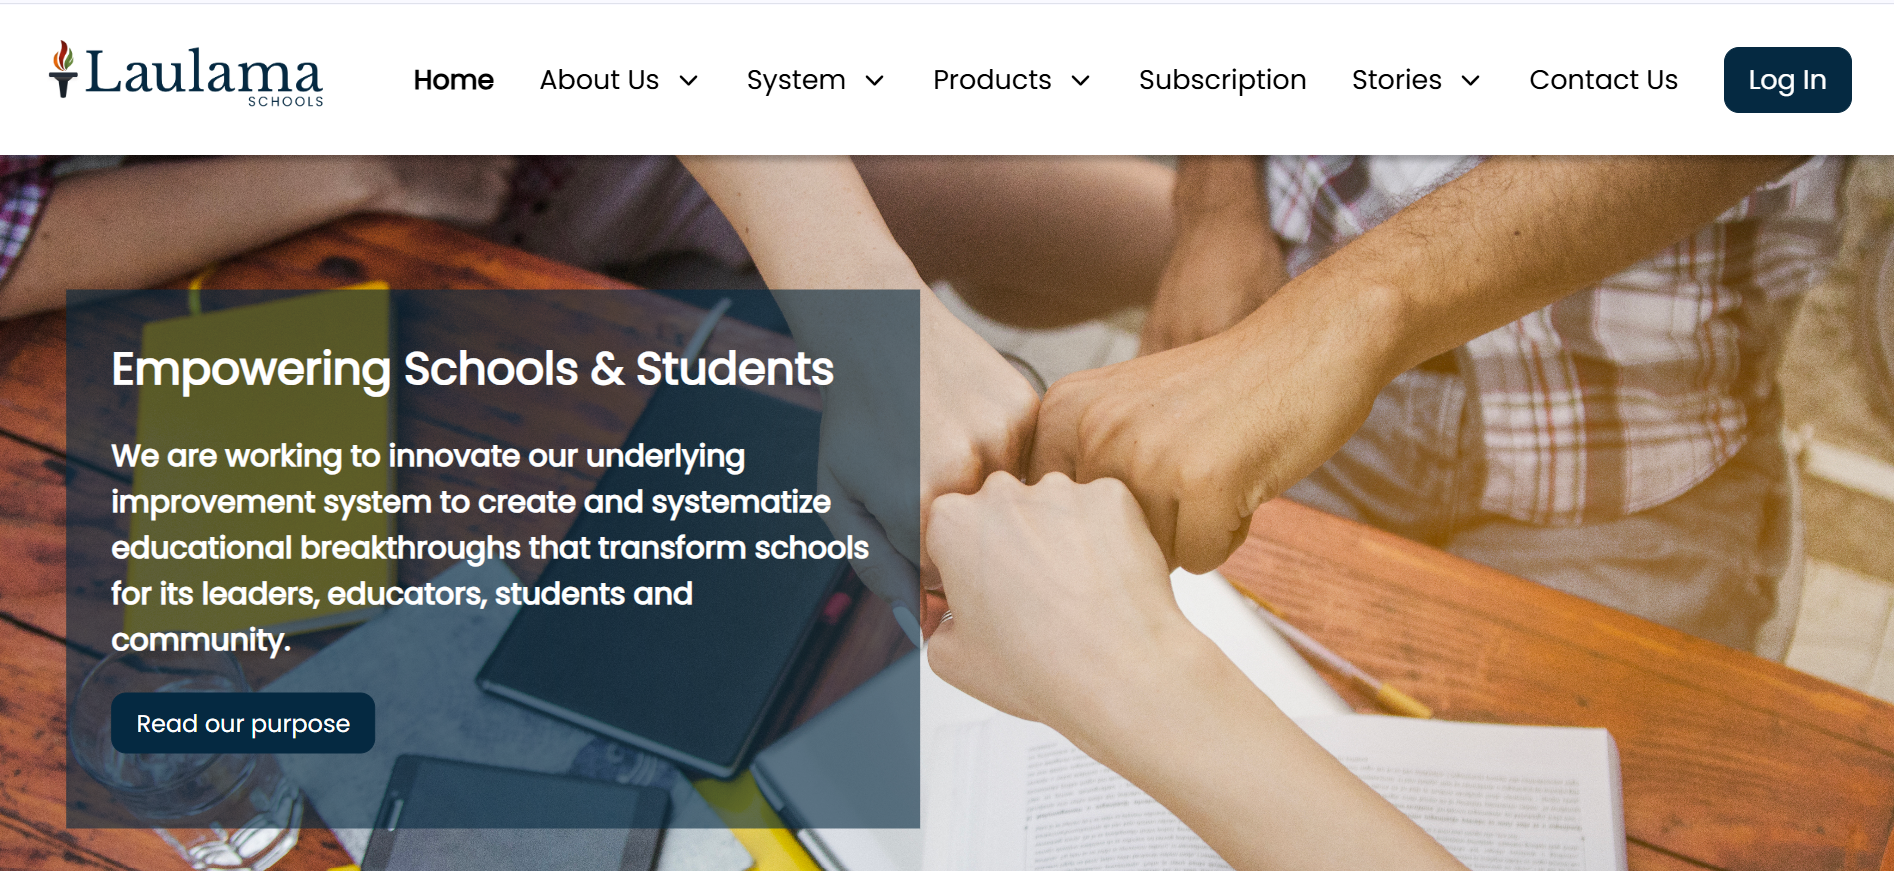 Laulama
SCHOOLS
Home
About Us
System
Products
Subscription
Stories
Contact Us
Log In
Empowering Schools & Students
We are working to innovate our underlying
improvement system to create and systematize
educational breakthroughs that transform schools
for its leaders, educators, students and
community.
Read our purpose